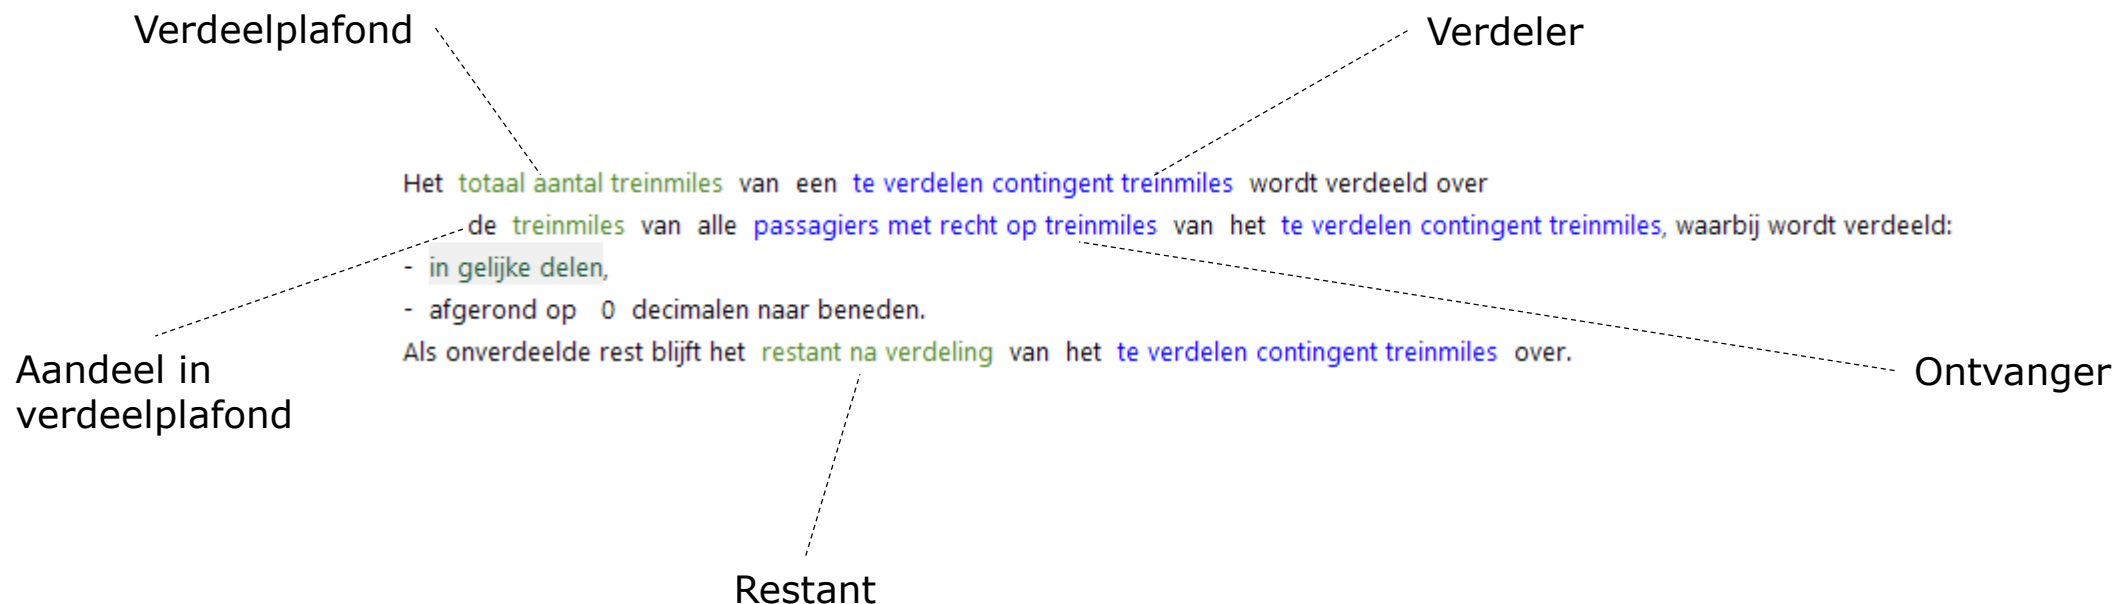 Verdeelplafond
Verdeler
Het totaal aantal treinmiles van een te verdelen contingent treinmiles wordt verdeeld over
de treinmiles van alle passagiers met recht op treinmiles van het te verdelen contingent treinmiles, waarbij wordt verdeeld:
- in gelijke delen,
- afgerond op 0 decimalen naar beneden.
Als onverdeelde rest blijft het restant na verdeling van het te verdelen contingent treinmiles over.
Aandeel in
verdeelplafond
Ontvanger
Restant